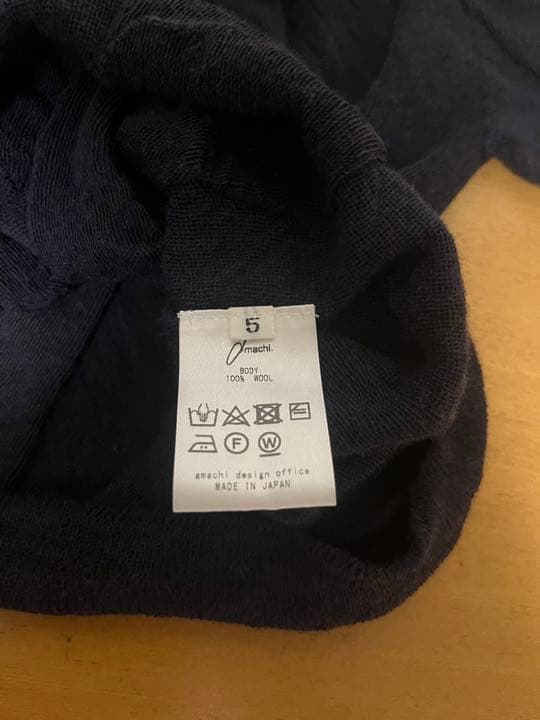 5
amachi.
BODY
100% WOOL
F
W
amachi design office
MADE IN JAPAN